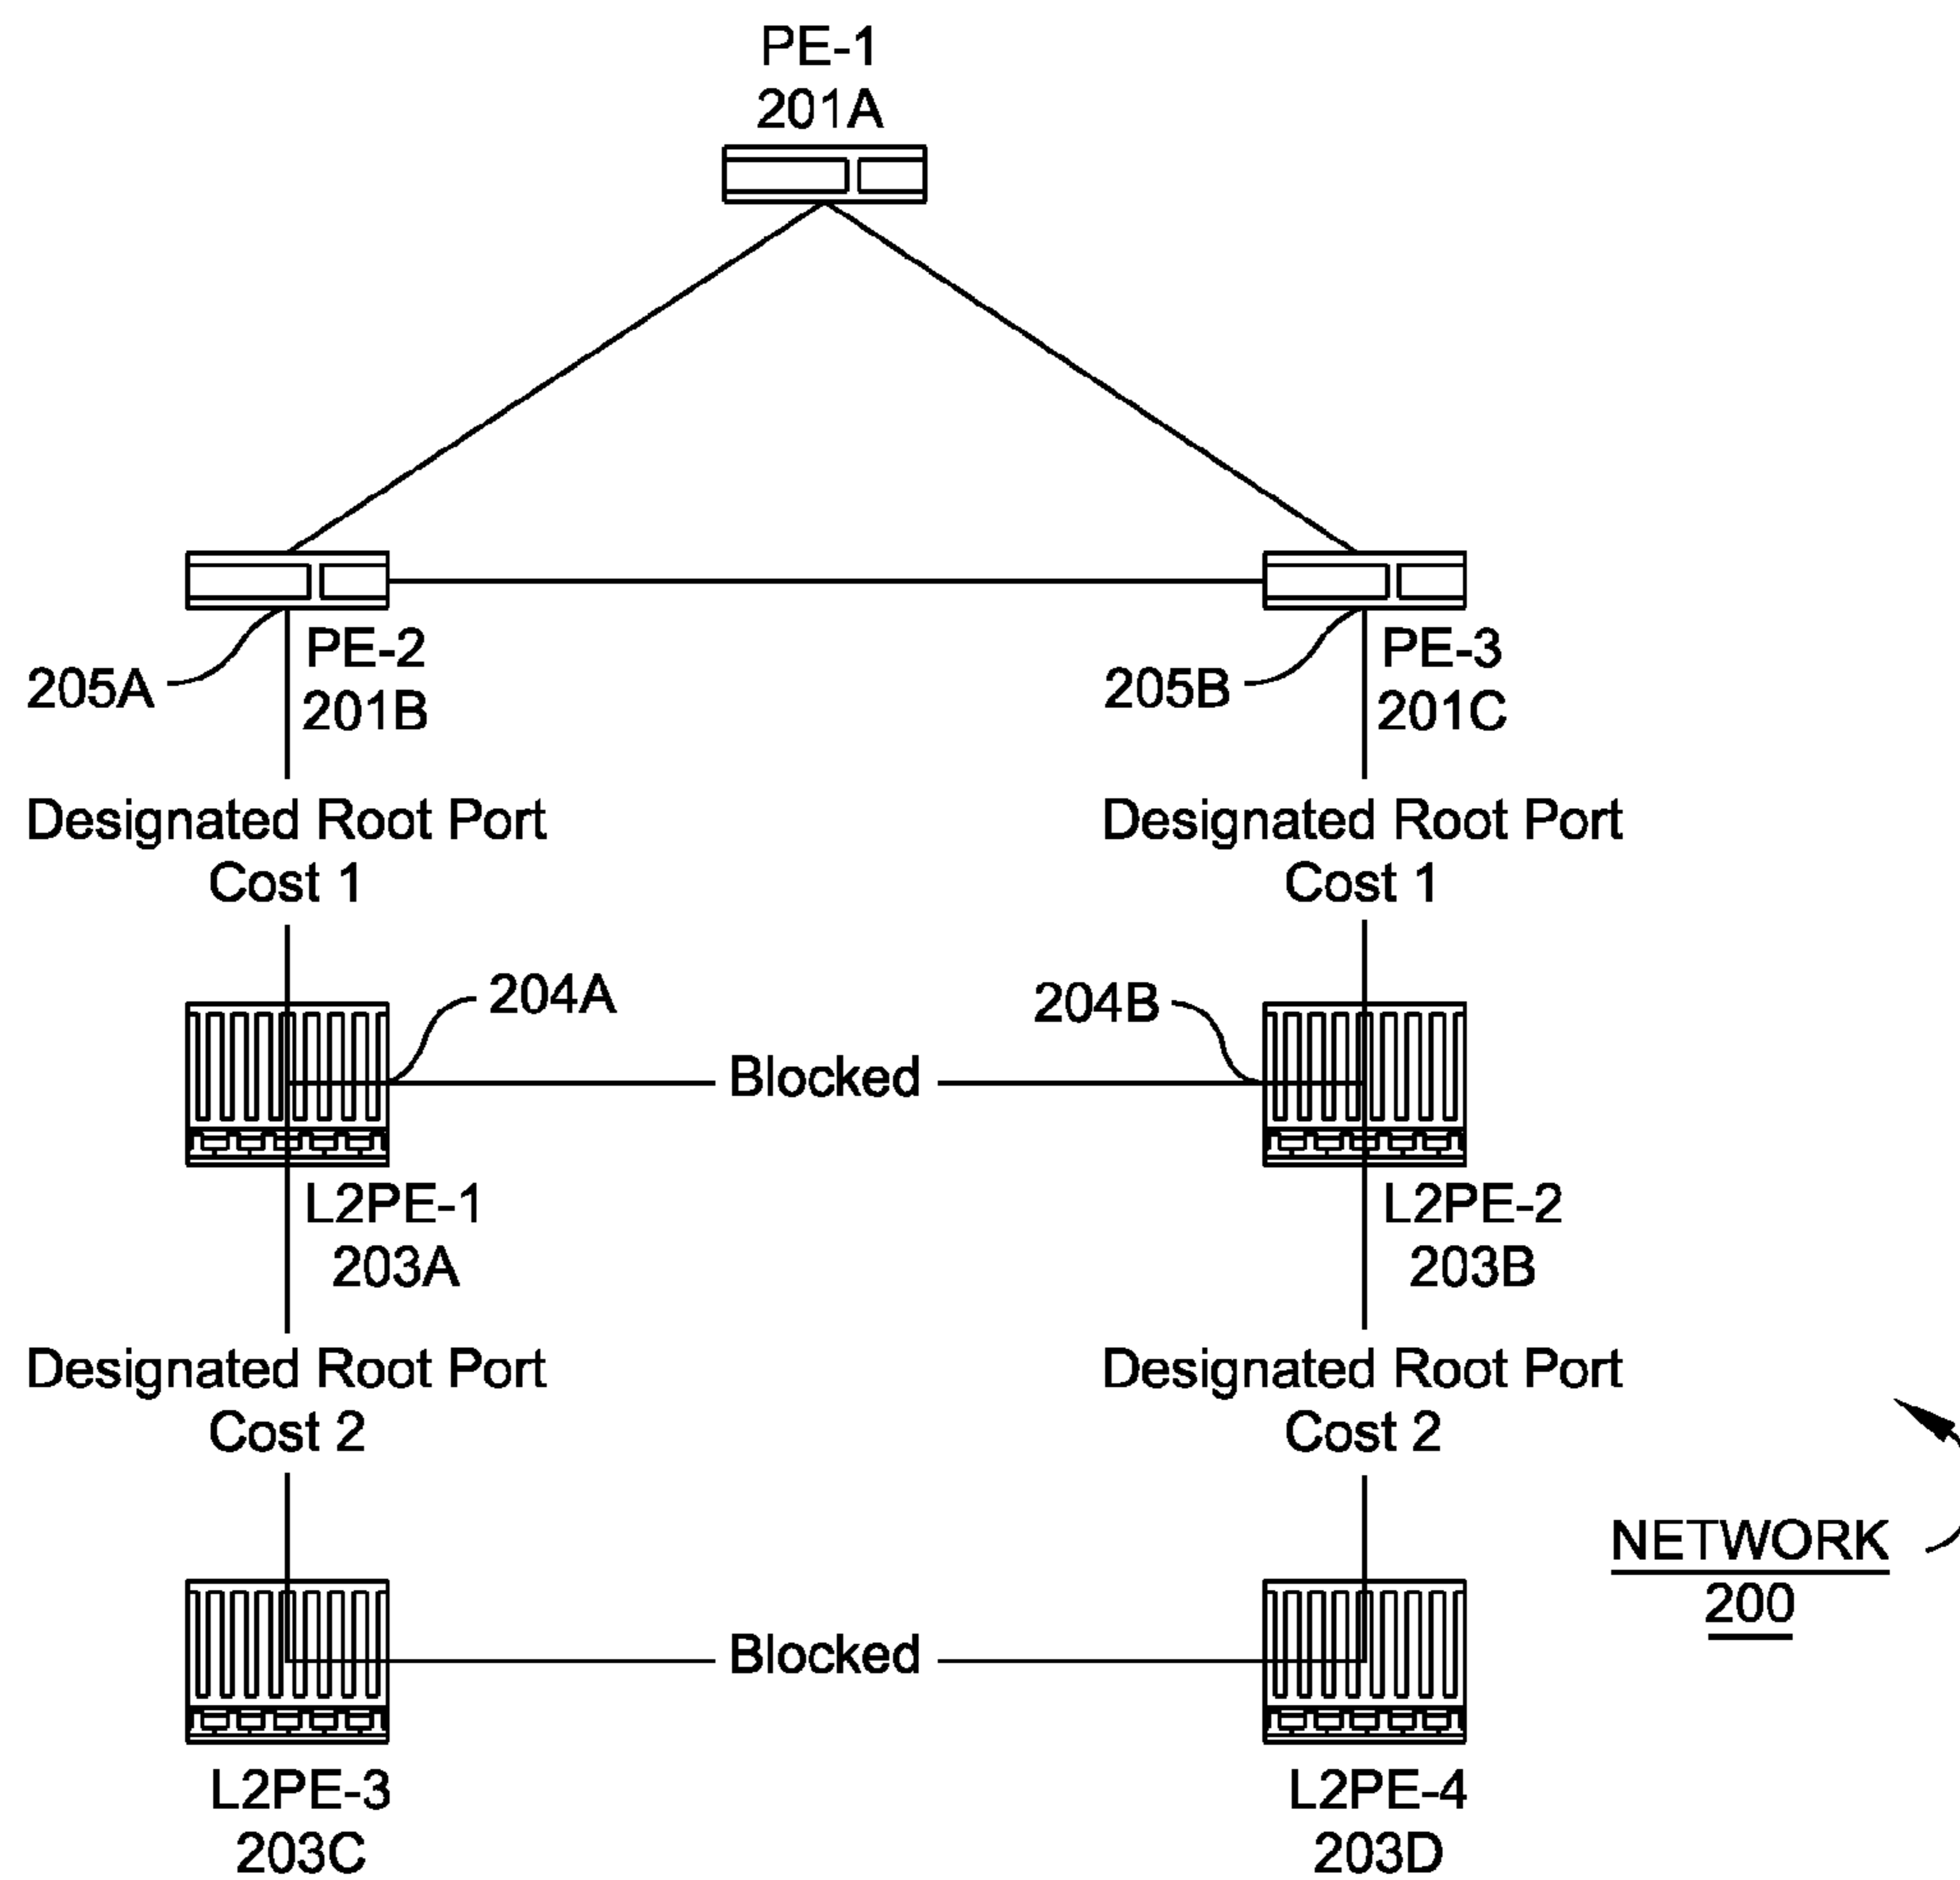 PE-1
201A
PE-2
201B
205A
PE-3
201C
205B
Designated Root Port
Cost 1
Designated Root Port
Cost 1
204A
204B
Blocked
L2PE-1
203A
L2PE-2
203B
Designated Root Port
Cost 2
Designated Root Port
Cost 2
NETWORK
200
Blocked
L2PE-3
203C
L2PE-4
203D